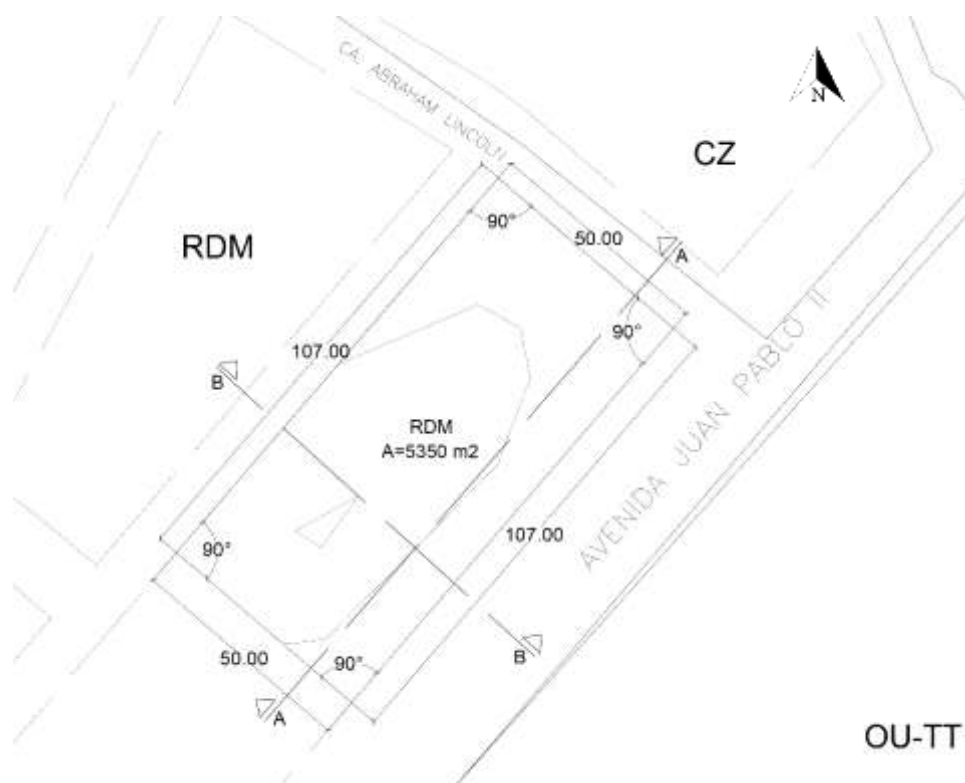 CA. ABRAHAM LINCOLN
N
CZ
90°
50.00
A
RDM
90°
107.00
B
RDM
A=5350 m2
AVENIDA JUAN PABLO II
107.00
90°
50.00
90°
B
A
OU-TT